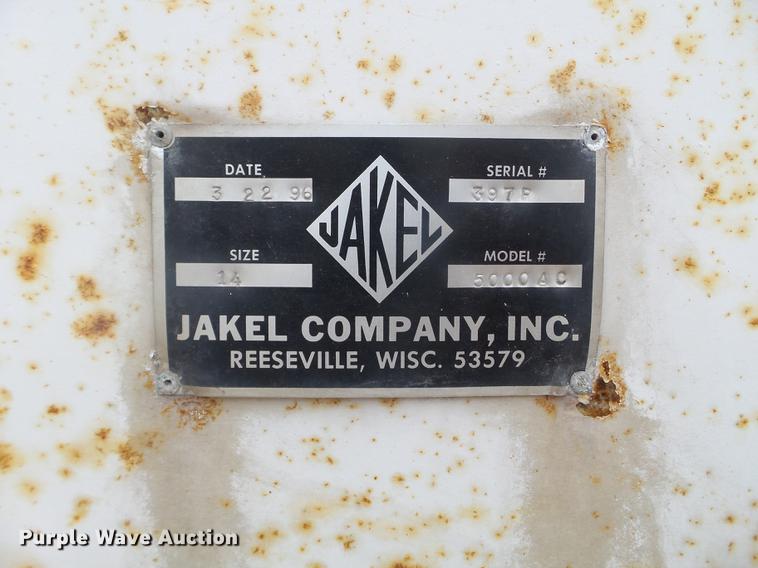 DATE
3 22 96
SERIAL #
397P
JAKEL
SIZE
14
MODEL #
5000AC
JAKEL COMPANY, INC.
REESEVILLE, WISC. 53579
Purple Wave Auction